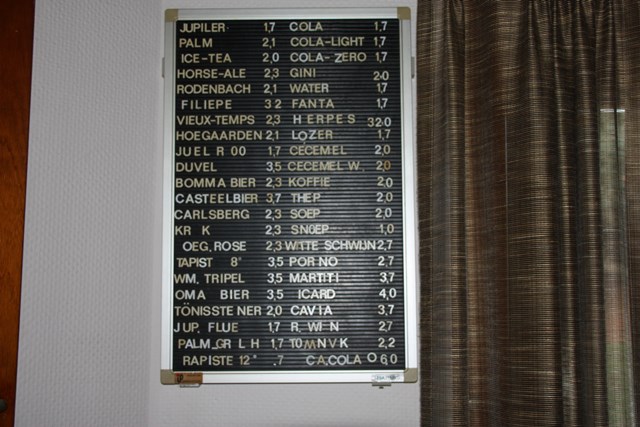 JUPILER 1,7 COLA 1,7
PALM 2,1 COLA-LIGHT 1,7
ICE-TEA 2,0 COLA-ZERO 1,7
HORSE-ALE 2,3 GINI 2,0
RODENBACH 2,1 WATER 1,7
FILIEPE 3 2 FANTA 1,7
VIEUX-TEMPS 2,3 HERPES 32,0
HOEGAARDEN 2,1 LOZER 1,7
JUEL R 00 1,7 CECEMEL 2,0
DUVEL 3,5 CECEMEL W. 2,0
BOMMA BIER 2,3 KOFFIE 2,0
CASTEELBIER 3,7 THEP 2,0
CARLSBERG 2,3 SOEP 2,0
KR K 2,3 SNOEP 1,0
OEG,ROSE 2,3 WITTE SCHWIJN 2,7
TAPIST 8° 3,5 PORNO 2,7
WM, TRIPEL 3,5 MARTITI 3,7
OMA BIER 3,5 ICARD 4,0
TÖNISSTENER 2,0 CAVIA 3,7
JUP, FLUE 1,7 R, WIN 2,7
PALM GR L H 1,7 TOMNVK 2,2
RAPISTE 12° .7 CA,COLA O 6,0